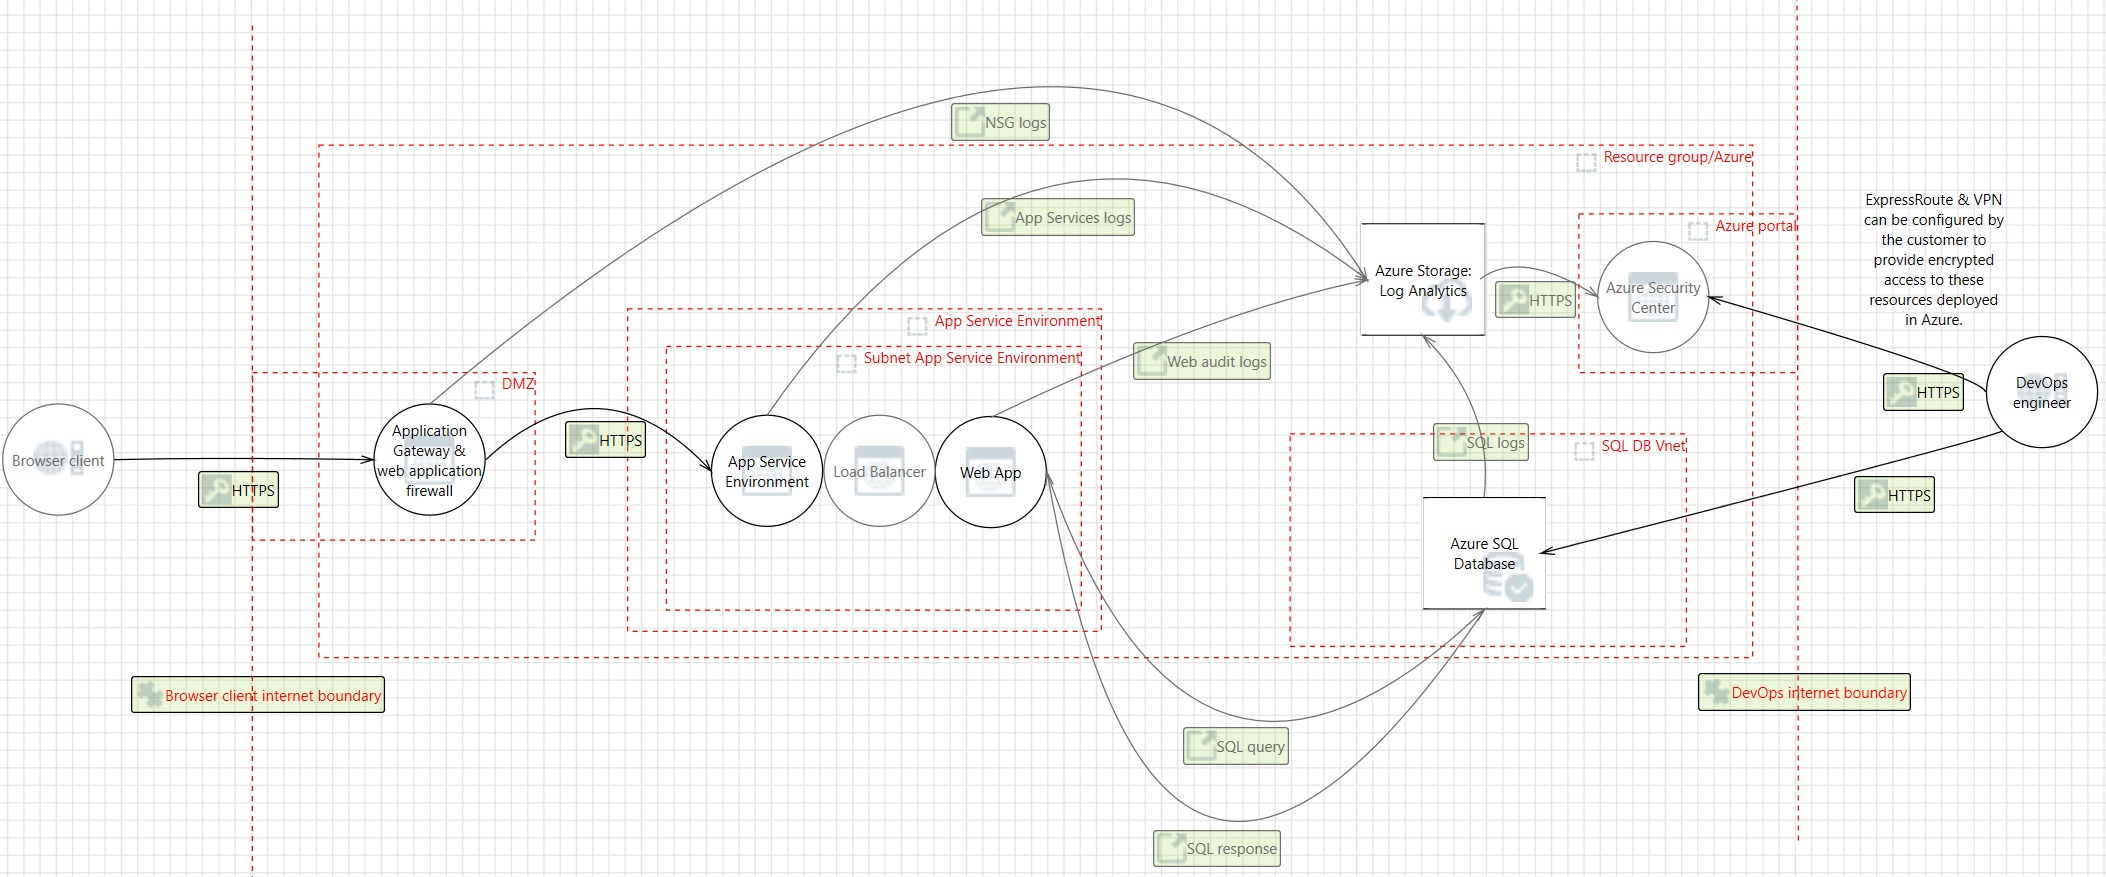 NSG logs
Resource group/Azure
App Services logs
ExpressRoute & VPN
can be configured by
the customer to
provide encrypted
access to these
resources deployed
in Azure.
Azure portal
Azure Storage:
Log Analytics
HTTPS
Azure Security
Center
App Service Environment
Subnet App Service Environment
Web audit logs
DMZ
HTTPS
DevOps
engineer
Browser client
HTTPS
Application
Gateway &
web application
firewall
HTTPS
App Service
Environment
Load Balancer
Web App
SQL logs
SQL DB Vnet
HTTPS
Azure SQL
Database
Browser client internet boundary
DevOps internet boundary
SQL query
SQL response